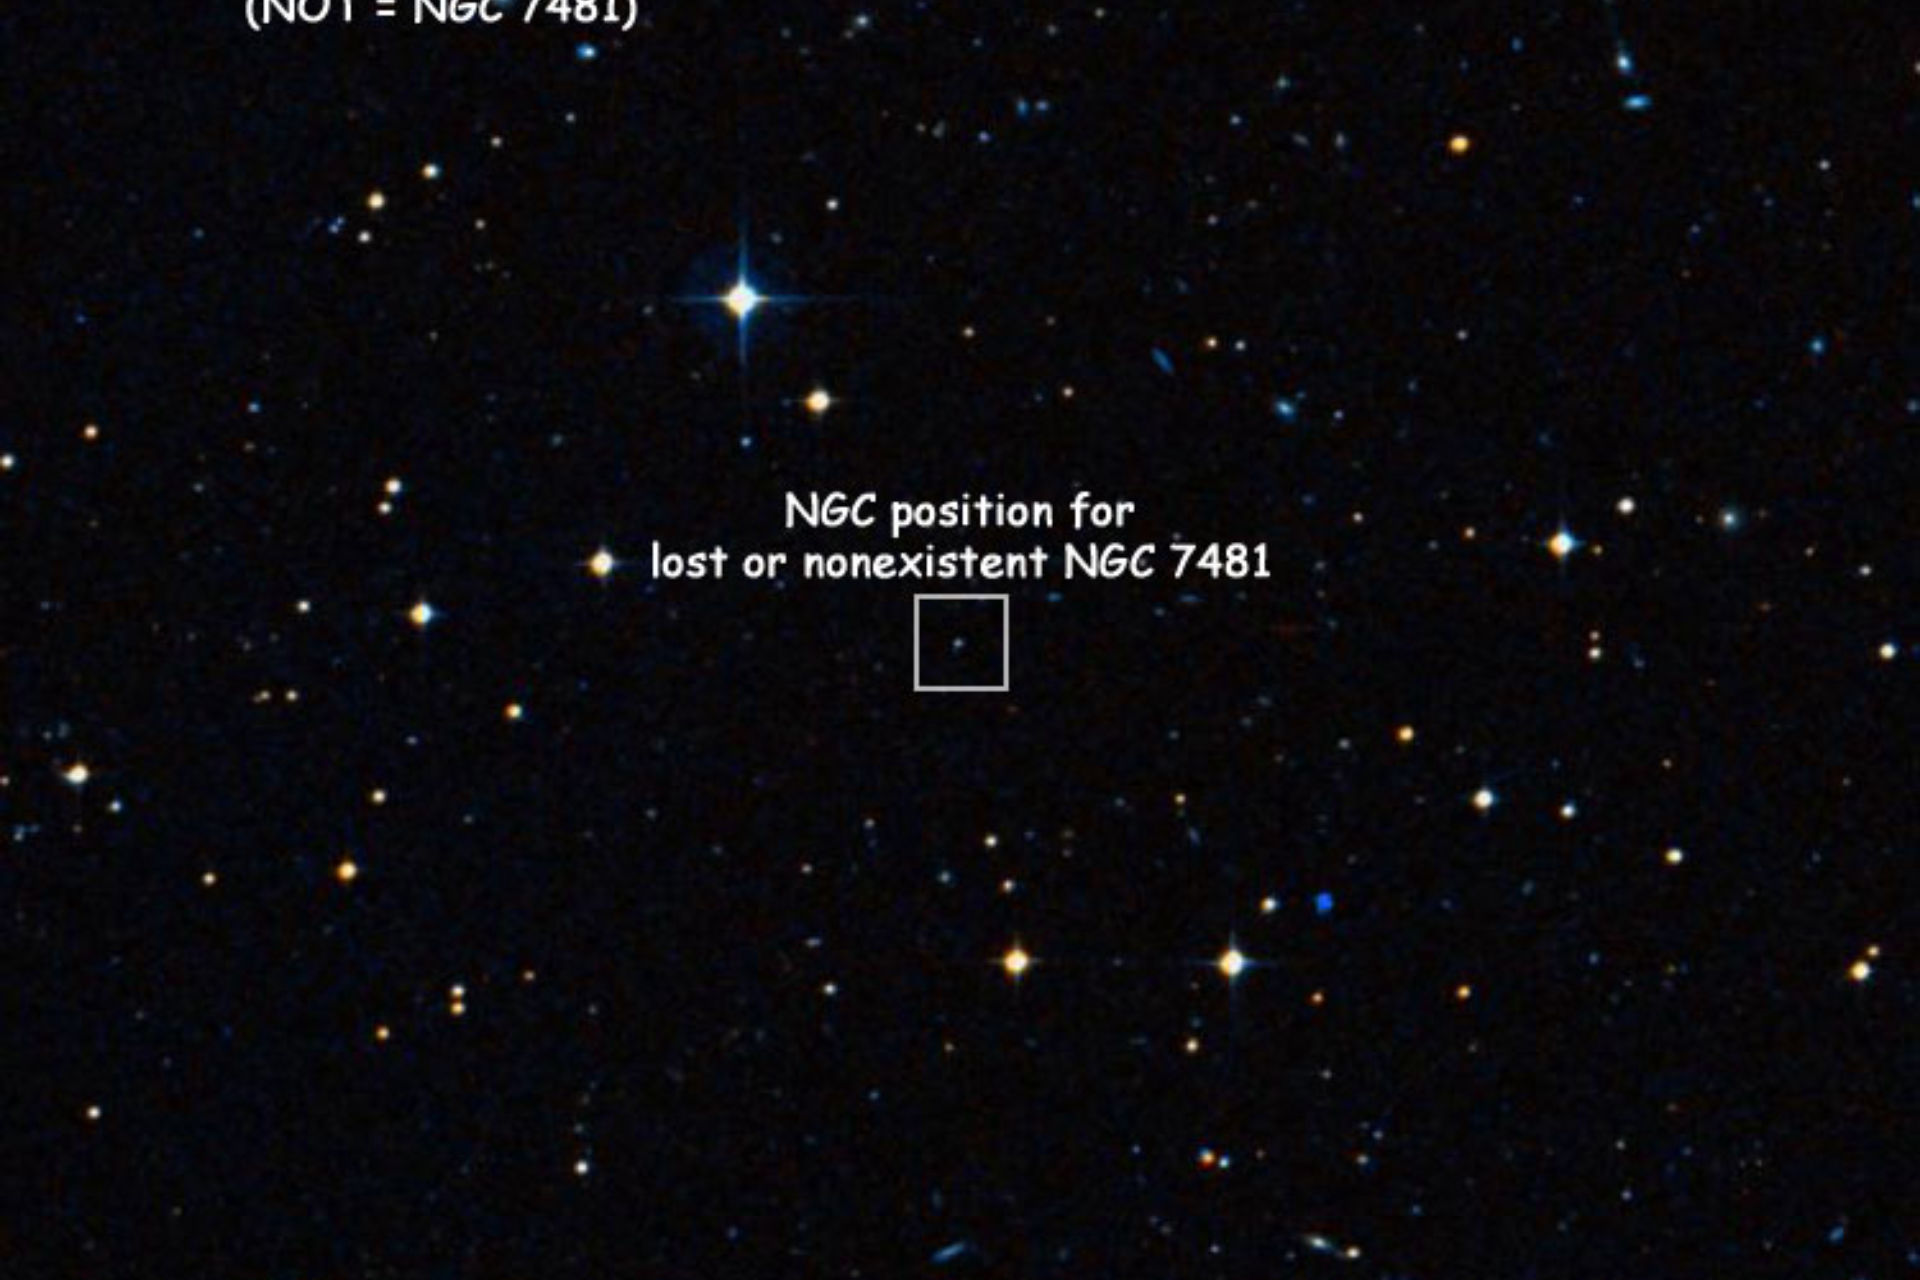 (NOT = NGC 7481)
NGC position for
lost or nonexistent NGC 7481